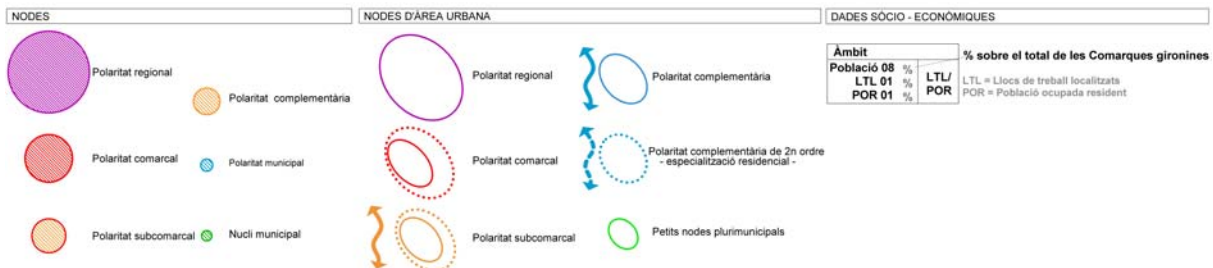 NODES
Polaritat regional
Polaritat complementària
Polaritat comarcal
Polaritat municipal
Polaritat subcomarcal
Nucli municipal
NODES D'ÀREA URBANA
Polaritat regional
Polaritat complementària
Polaritat comarcal
Polaritat complementària de 2n ordre
- especialització residencial -
Polaritat subcomarcal
Petits nodes plurimunicipals
DADES SÒCIO - ECONÒMIQUES
Àmbit
% sobre el total de les Comarques gironines
Població 08 %
LTL 01 % LTL/ LTL = Llocs de treball localitzats
POR 01 % POR POR = Població ocupada resident